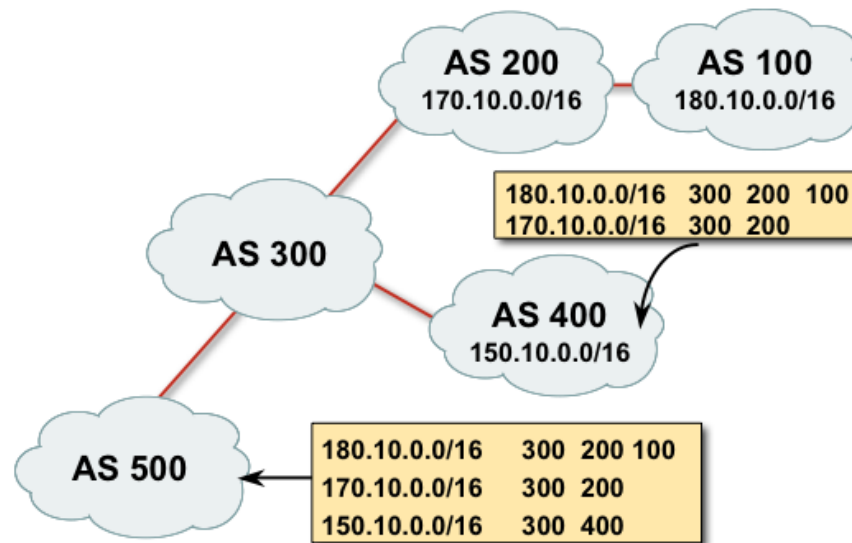 AS 200
170.10.0.0/16
AS 100
180.10.0.0/16
180.10.0.0/16 300 200 100
170.10.0.0/16 300 200
AS 300
AS 400
150.10.0.0/16
AS 500
180.10.0.0/16 300 200 100
170.10.0.0/16 300 200
150.10.0.0/16 300 400